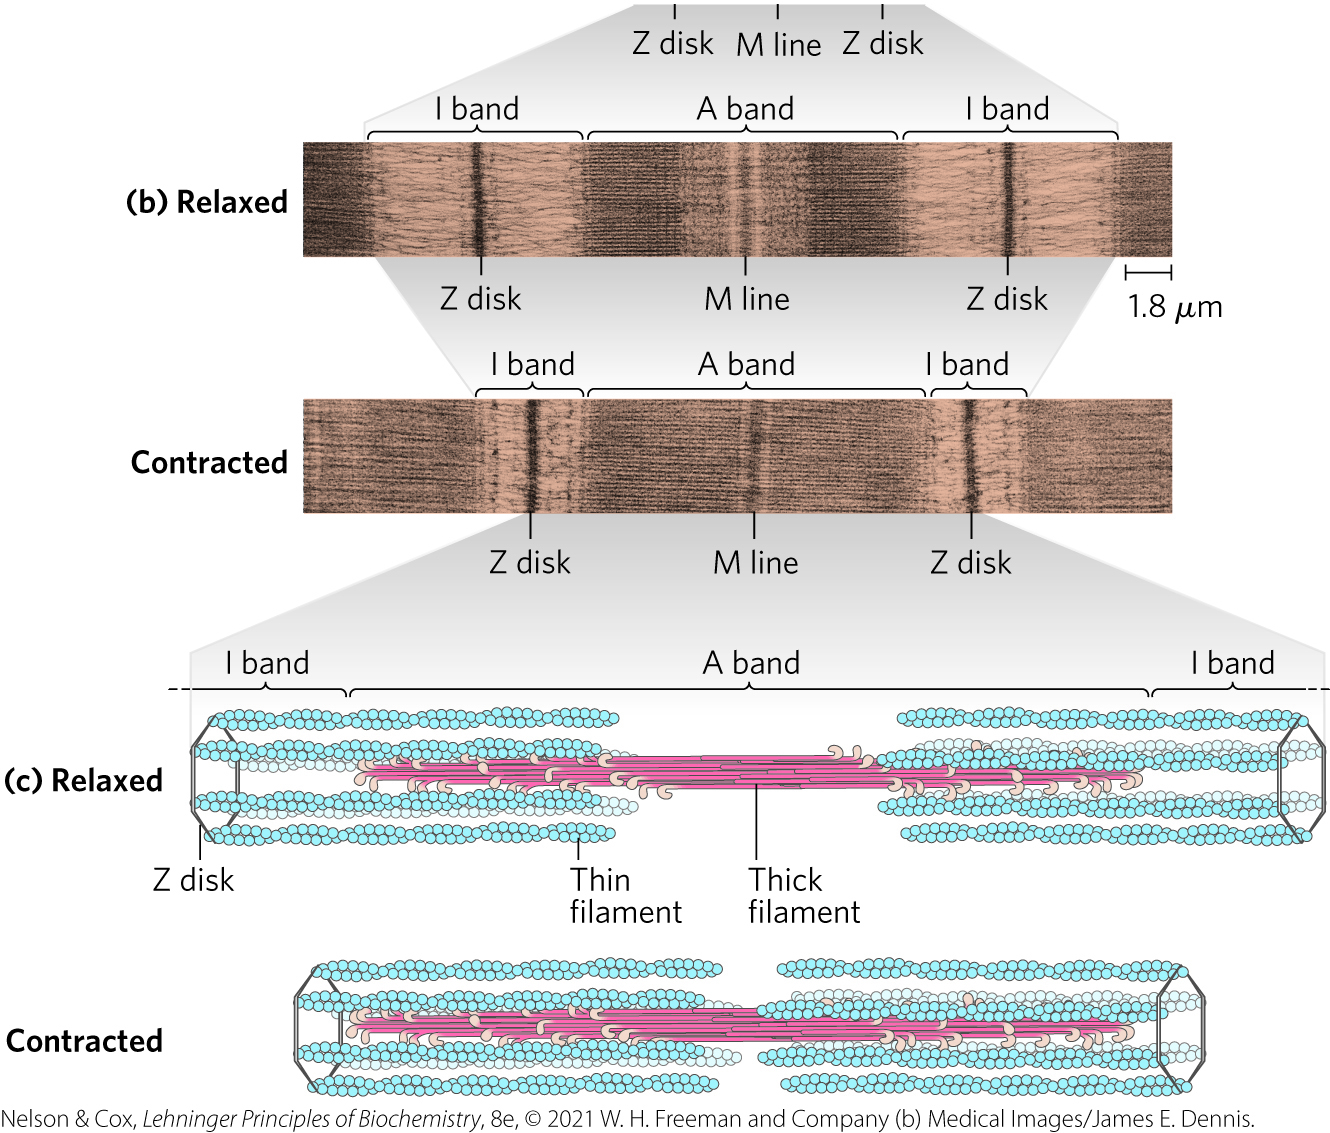 Z disk M line Z disk
I band A band I band
(b) Relaxed
Z disk M line Z disk
1.8 μm
I band A band I band
Contracted
Z disk M line Z disk
I band A band I band
(c) Relaxed
Z disk
Thin
filament
Thick
filament
Contracted
Nelson & Cox, Lehninger Principles of Biochemistry, 8e, © 2021 W. H. Freeman and Company (b) Medical Images/James E. Dennis.